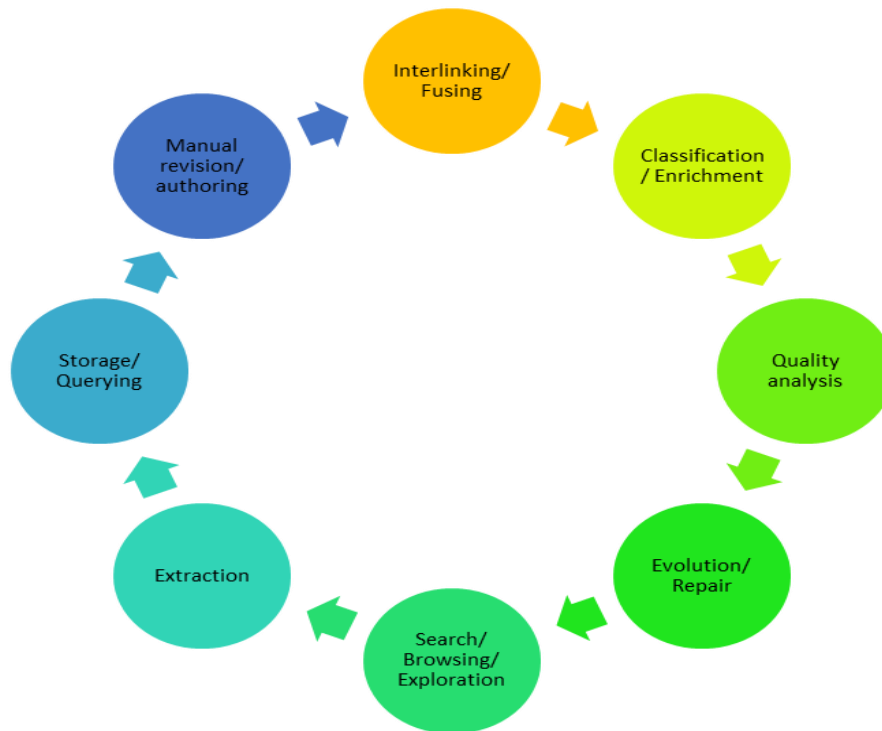 Interlinking/
Fusing
Classification
/ Enrichment
Quality
analysis
Evolution/
Repair
Search/
Browsing/
Exploration
Extraction
Storage/
Querying
Manual
revision/
authoring